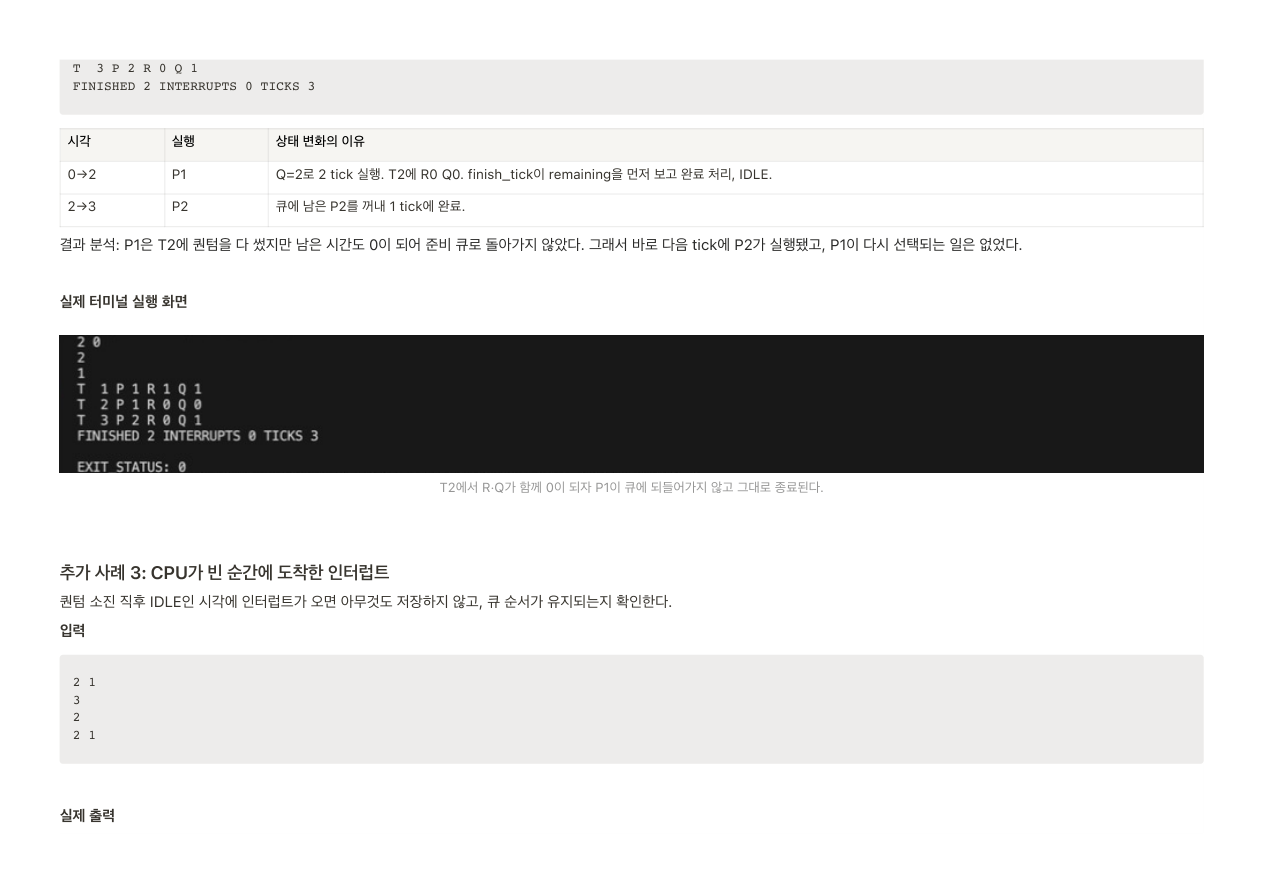 T  3 P 2 R 0 Q 1
FINISHED 2 INTERRUPTS 0 TICKS 3
시각 실행 상태 변화의 이유
0→2 P1 Q=2로 2 tick 실행. T2에 R0 Q0. finish_tick이 remaining을 먼저 보고 완료 처리, IDLE.
2→3 P2 큐에 남은 P2를 꺼내 1 tick에 완료.
결과 분석: P1은 T2에 퀀텀을 다 썼지만 남은 시간도 0이 되어 준비 큐로 돌아가지 않았다. 그래서 바로 다음 tick에 P2가 실행됐고, P1이 다시 선택되는 일은 없었다.
실제 터미널 실행 화면
2 0
2
1
T  1 P 1 R 1 Q 1
T  2 P 1 R 0 Q 0
T  3 P 2 R 0 Q 1
FINISHED 2 INTERRUPTS 0 TICKS 3
EXIT STATUS: 0
T2에서 R·Q가 함께 0이 되자 P1이 큐에 되들어가지 않고 그대로 종료된다.
추가 사례 3: CPU가 빈 순간에 도착한 인터럽트
퀀텀 소진 직후 IDLE인 시각에 인터럽트가 오면 아무것도 저장하지 않고, 큐 순서가 유지되는지 확인한다.
입력
2 1
3
2
2 1
실제 출력